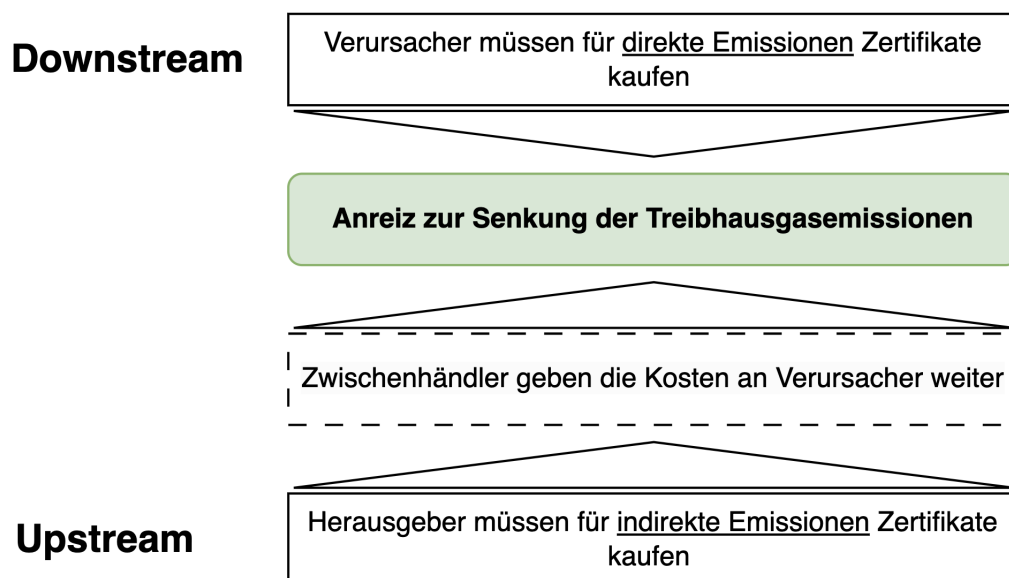 Downstream
Verursacher müssen für direkte Emissionen Zertifikate
kaufen
Anreiz zur Senkung der Treibhausgasemissionen
Zwischenhändler geben die Kosten an Verursacher weiter
Upstream
Herausgeber müssen für indirekte Emissionen Zertifikate
kaufen